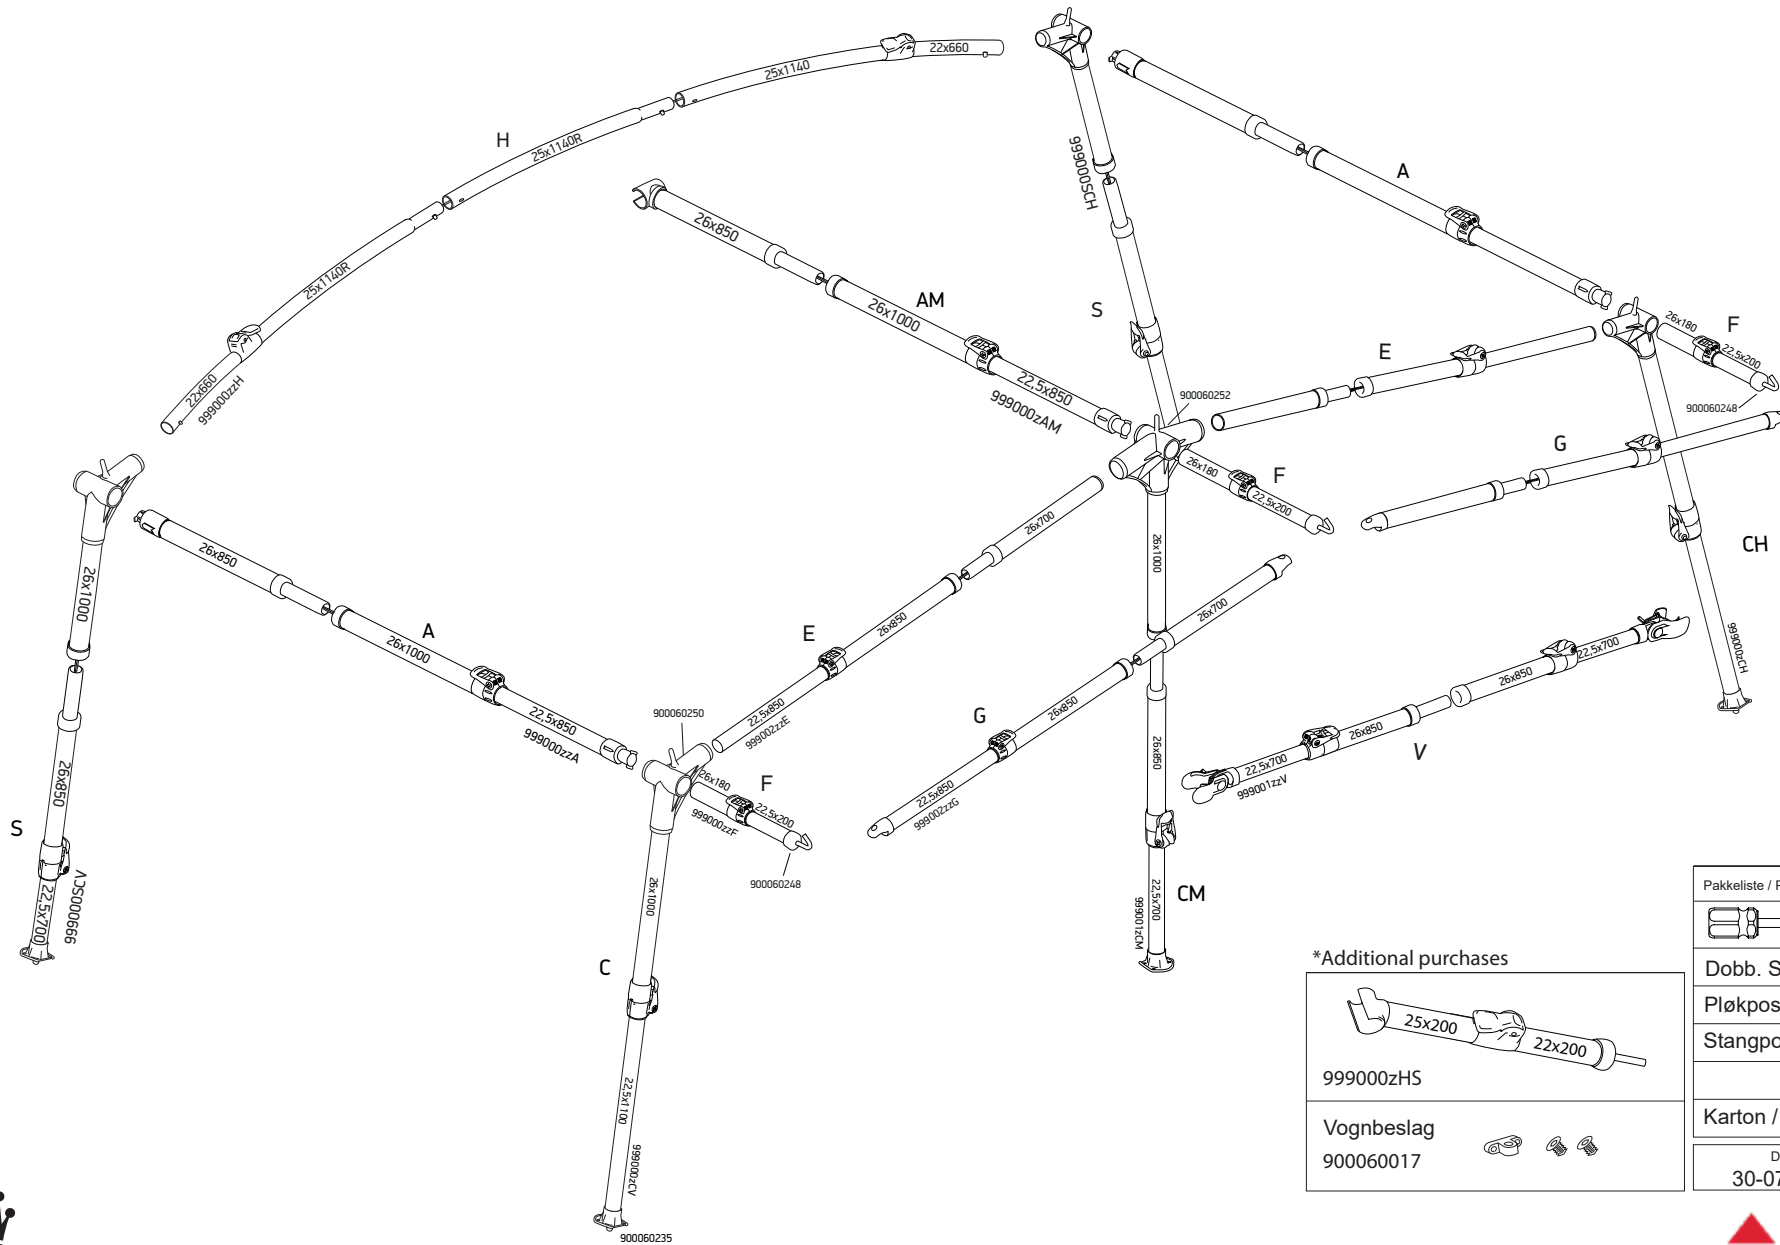 22x660
25x1140
H
25x1140R
25x1140R
22x660
999000zzH
999000SCH
S
A
26x850
AM
26x1000
22,5x850
999000zAM
900060252
E
26x180
F
22,5x200
900060248
G
26x180
F
22,5x200
CH
999000zCH
26x1000
26x850
S
22,5x700
999000SCV
26x850
A
26x1000
22,5x850
999000zzA
900060250
26x700
E
26x850
22,5x850
999002zzE
26x180
F
22,5x200
999000zzF
900060248
26x700
G
26x850
22,5x850
999002zzG
26x1000
26x850
22,5x700
999001zCM
CM
22,5x700
26x850
V
26x850
22,5x700
999001zzV
26x1000
C
22,5x1100
999000zCV
900060235
*Additional purchases
25x200
22x200
999000zHS
Vognbeslag
900060017
Pakkeliste /
Dobb. S
Pløkpos
Stangpo
Karton /
D
30-07